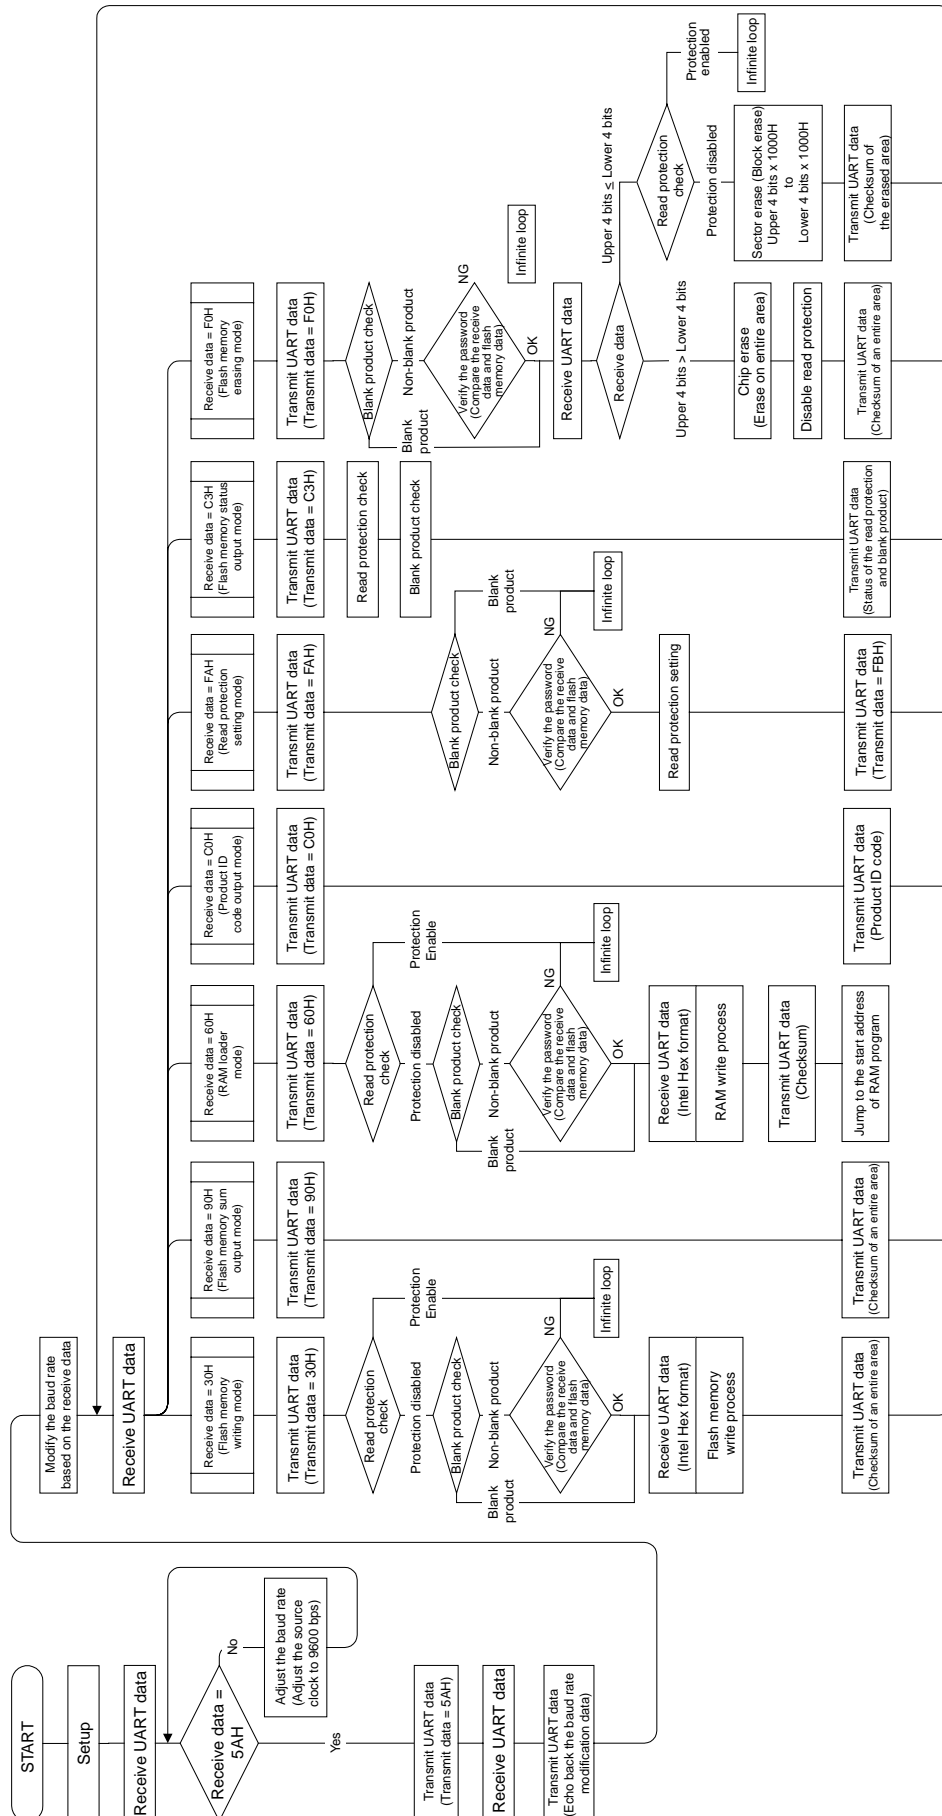 START
Setup
Receive UART data
Receive data =
5AH
No
Adjust the baud rate
(Adjust the source
clock to 9600 bps)
Yes
Transmit UART data
(Transmit data = 5AH)
Receive UART data
Transmit UART data
(Echo back the baud rate
modification data)
Modify the baud rate
based on the receive data
Receive UART data
Receive data = 30H
(Flash memory
writing mode)
Transmit UART data
(Transmit data = 30H)
Read protection
check
Protection
Enable
Protection disabled
Blank product check
Blank
product
Non-blank product
Verify the password
(Compare the receive
data and flash
memory data)
NG
Infinite loop
OK
Receive UART data
(Intel Hex format)
Flash memory
write process
Transmit UART data
(Checksum of an entire area)
Receive data = 90H
(Flash memory sum
output mode)
Transmit UART data
(Transmit data = 90H)
Transmit UART data
(Checksum of an entire area)
Receive data = 60H
(RAM loader
mode)
Transmit UART data
(Transmit data = 60H)
Read protection
check
Protection
Enable
Protection disabled
Blank product check
Blank
product
Non-blank product
Verify the password
(Compare the receive
data and flash
memory data)
NG
Infinite loop
OK
Receive UART data
(Intel Hex format)
RAM write process
Transmit UART data
(Checksum)
Jump to the start address
of RAM program
Receive data = C0H
(Product ID
code output mode)
Transmit UART data
(Transmit data = C0H)
Transmit UART data
(Product ID code)
Receive data = FAH
(Read protection
setting mode)
Transmit UART data
(Transmit data = FAH)
Blank product check
Blank
product
Non-blank product
Verify the password
(Compare the receive
data and flash
memory data)
NG
Infinite loop
OK
Read protection setting
Transmit UART data
(Transmit data = FBH)
Receive data = C3H
(Flash memory status
output mode)
Transmit UART data
(Transmit data = C3H)
Read protection check
Blank product check
Transmit UART data
(Status of the read protection
and blank product)
Receive data = F0H
(Flash memory
erasing mode)
Transmit UART data
(Transmit data = F0H)
Blank product check
Blank
product
Non-blank product
Verify the password
(Compare the receive
data and flash
memory data)
NG
Infinite loop
OK
Receive UART data
Receive data
Upper 4 bits > Lower 4 bits
Upper 4 bits ≤ Lower 4 bits
Chip erase
(Erase on entire area)
Disable read protection
Transmit UART data
(Checksum of an entire area)
Read protection
check
Protection
enabled
Infinite loop
Protection disabled
Sector erase (Block erase)
Upper 4 bits x 1000H
to
Lower 4 bits x 1000H
Transmit UART data
(Checksum of
the erased area)